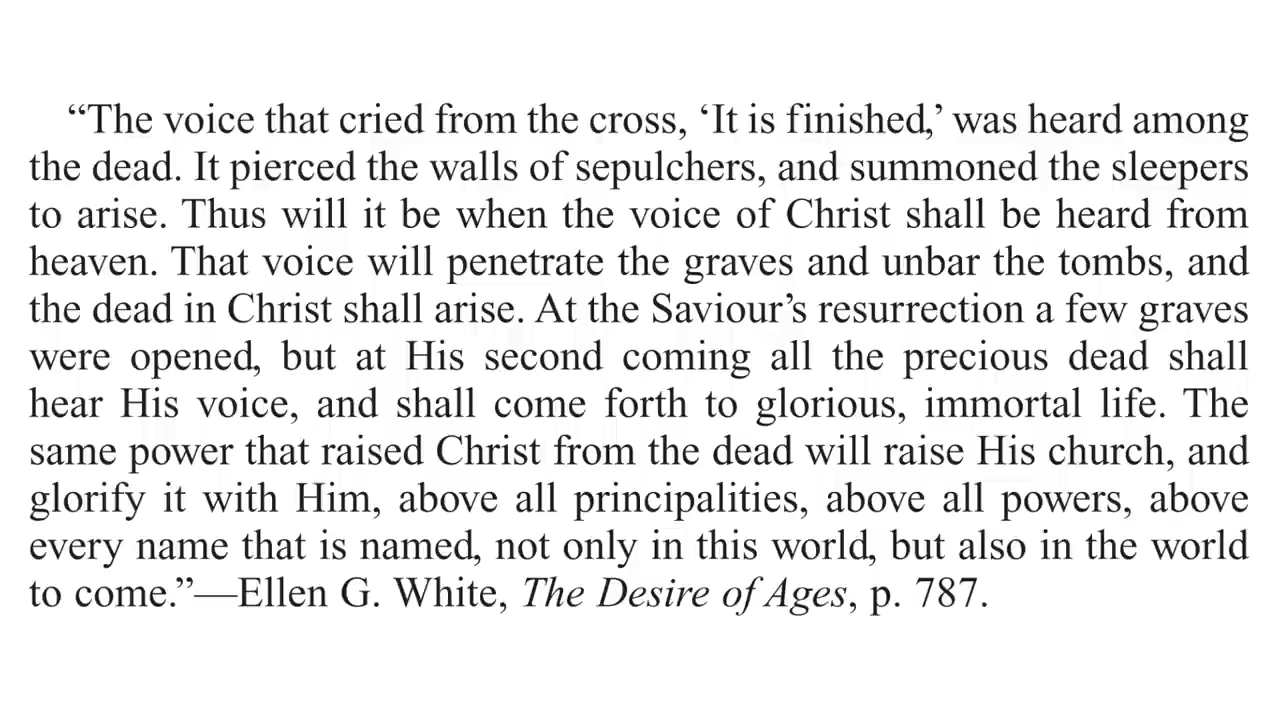 “The voice that cried from the cross, ‘It is finished,’ was heard among
the dead. It pierced the walls of sepulchers, and summoned the sleepers
to arise. Thus will it be when the voice of Christ shall be heard from
heaven. That voice will penetrate the graves and unbar the tombs, and
the dead in Christ shall arise. At the Saviour’s resurrection a few graves
were opened, but at His second coming all the precious dead shall
hear His voice, and shall come forth to glorious, immortal life. The
same power that raised Christ from the dead will raise His church, and
glorify it with Him, above all principalities, above all powers, above
every name that is named, not only in this world, but also in the world
to come.”—Ellen G. White, The Desire of Ages, p. 787.